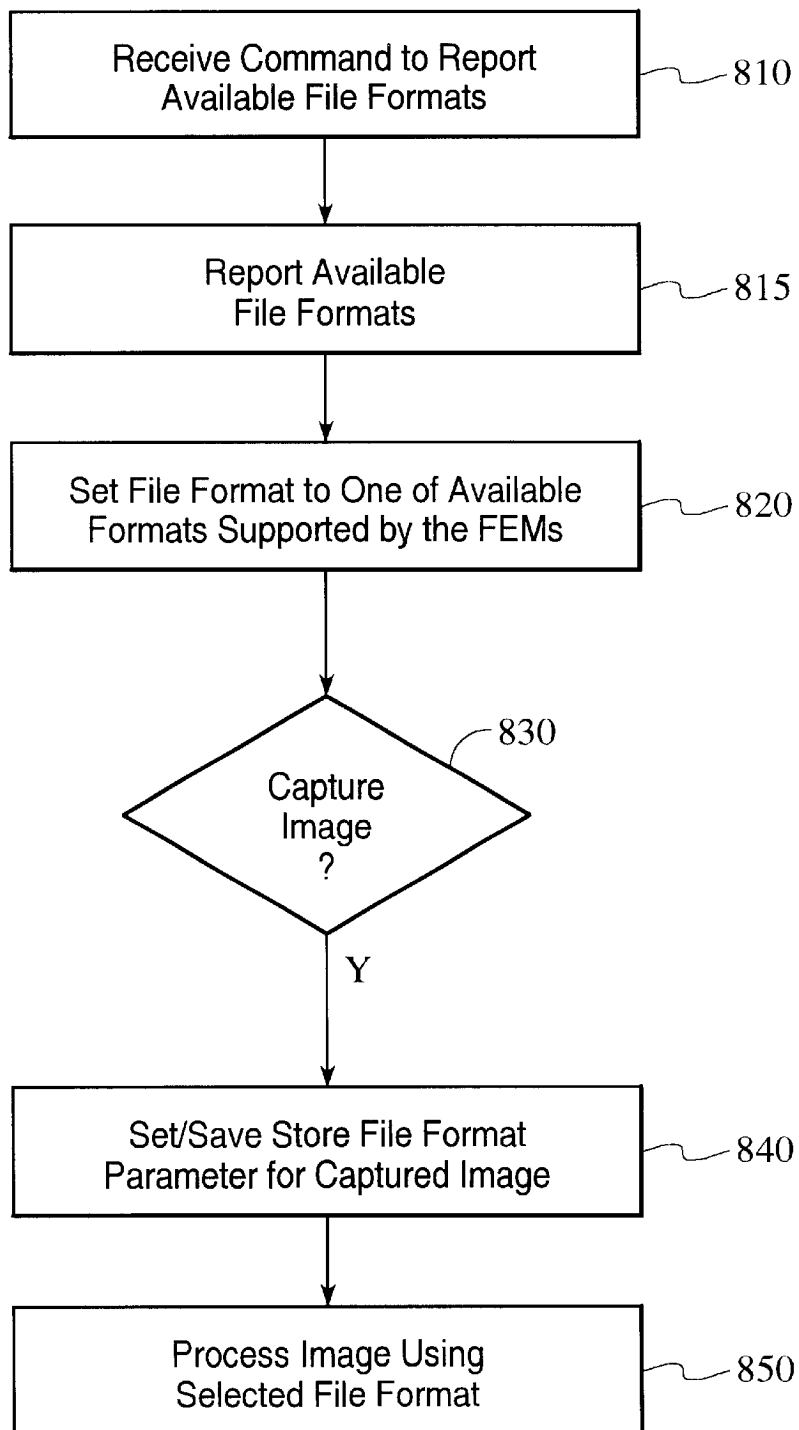 Receive Command to Report
Available File Formats
810
Report Available
File Formats
815
Set File Format to One of Available
Formats Supported by the FEMs
820
830
Capture
Image
?
Y
Set/Save Store File Format
Parameter for Captured Image
840
Process Image Using
Selected File Format
850